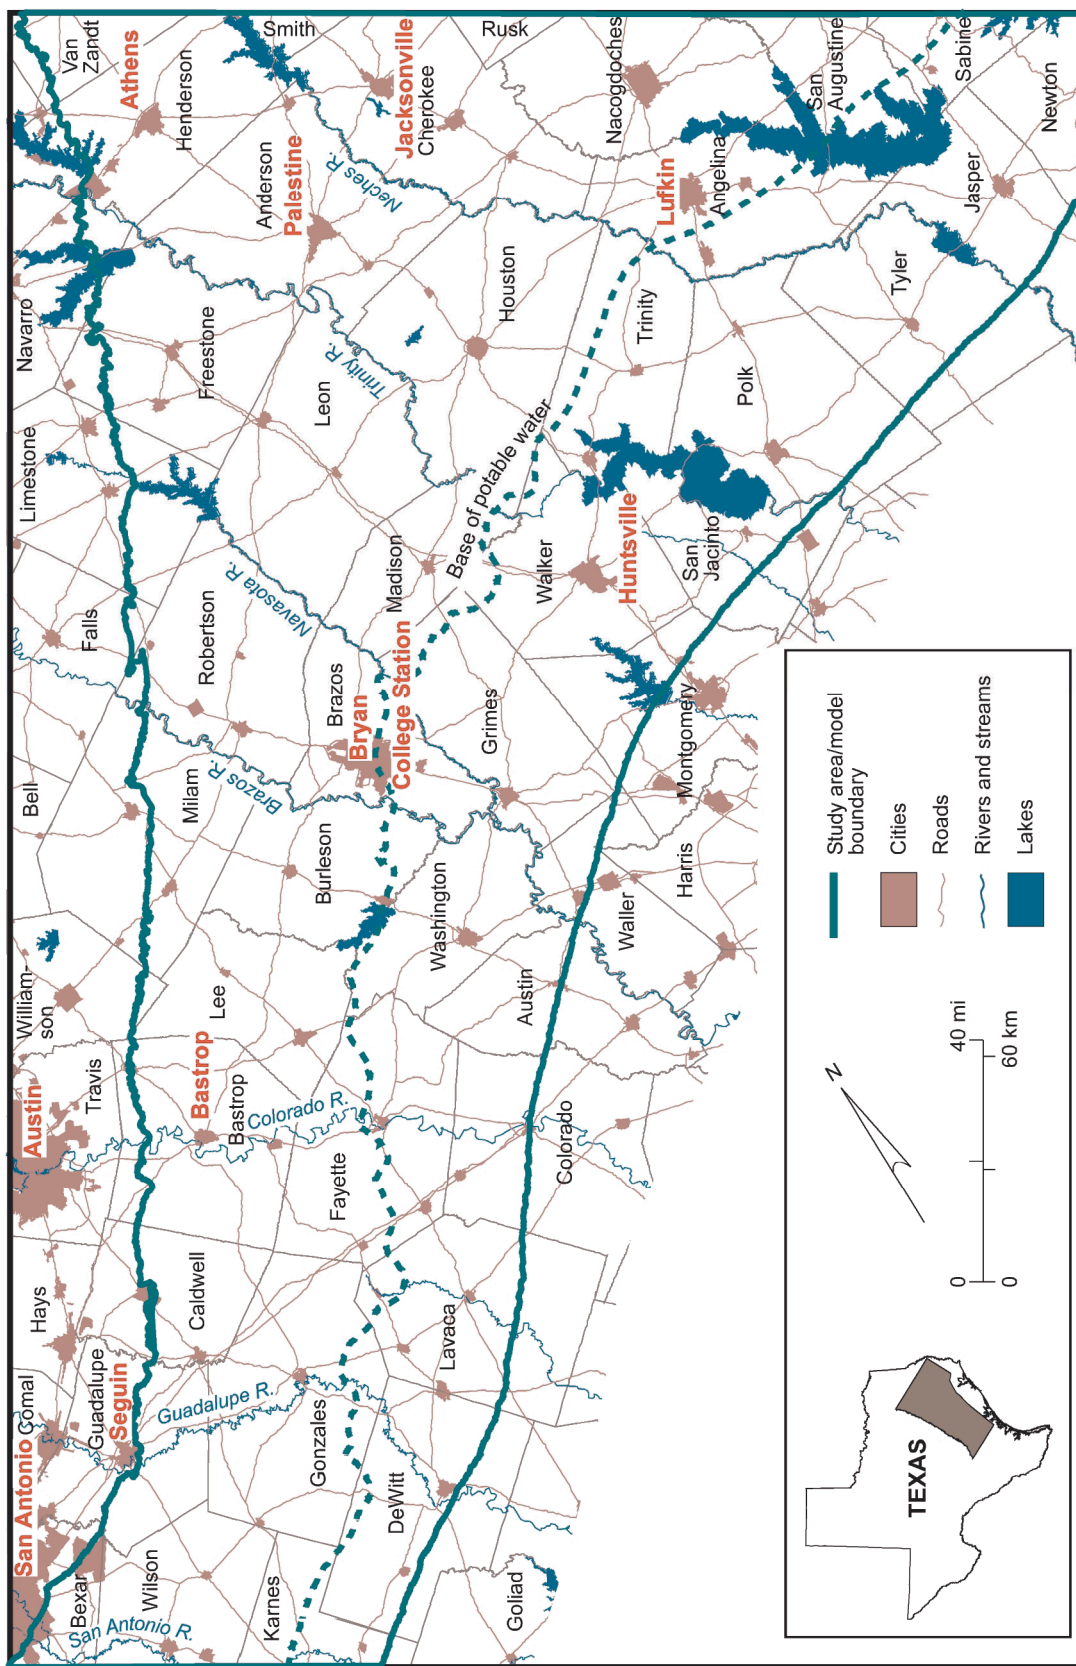 San Antonio
Comal
Hays
Austin
William-
son
Bell
Falls
Limestone
Navarro
Van
Zandt
Athens
Smith
Rusk
Bexar
Guadalupe
Seguin
Travis
Henderson
Wilson
San Antonio R.
Guadalupe R.
Caldwell
Bastrop
Bastrop
Lee
Milam
Robertson
Freestone
Anderson
Palestine
Jacksonville
Cherokee
Neches R.
Colorado R.
Brazos R.
Navasota R.
Leon
Trinity R.
Karnes
Gonzales
Fayette
Burleson
Brazos
Bryan
College Station
Madison
Houston
Nacogdoches
DeWitt
Lavaca
Washington
Grimes
Base of potable water
Walker
Trinity
Lufkin
Angelina
San
Augustine
Sabine
Goliad
Colorado
Austin
Waller
Harris
Montgomery
Huntsville
San
Jacinto
Polk
Tyler
Jasper
Newton
TEXAS
N
0
40 mi
0
60 km
Study area/model
boundary
Cities
Roads
Rivers and streams
Lakes